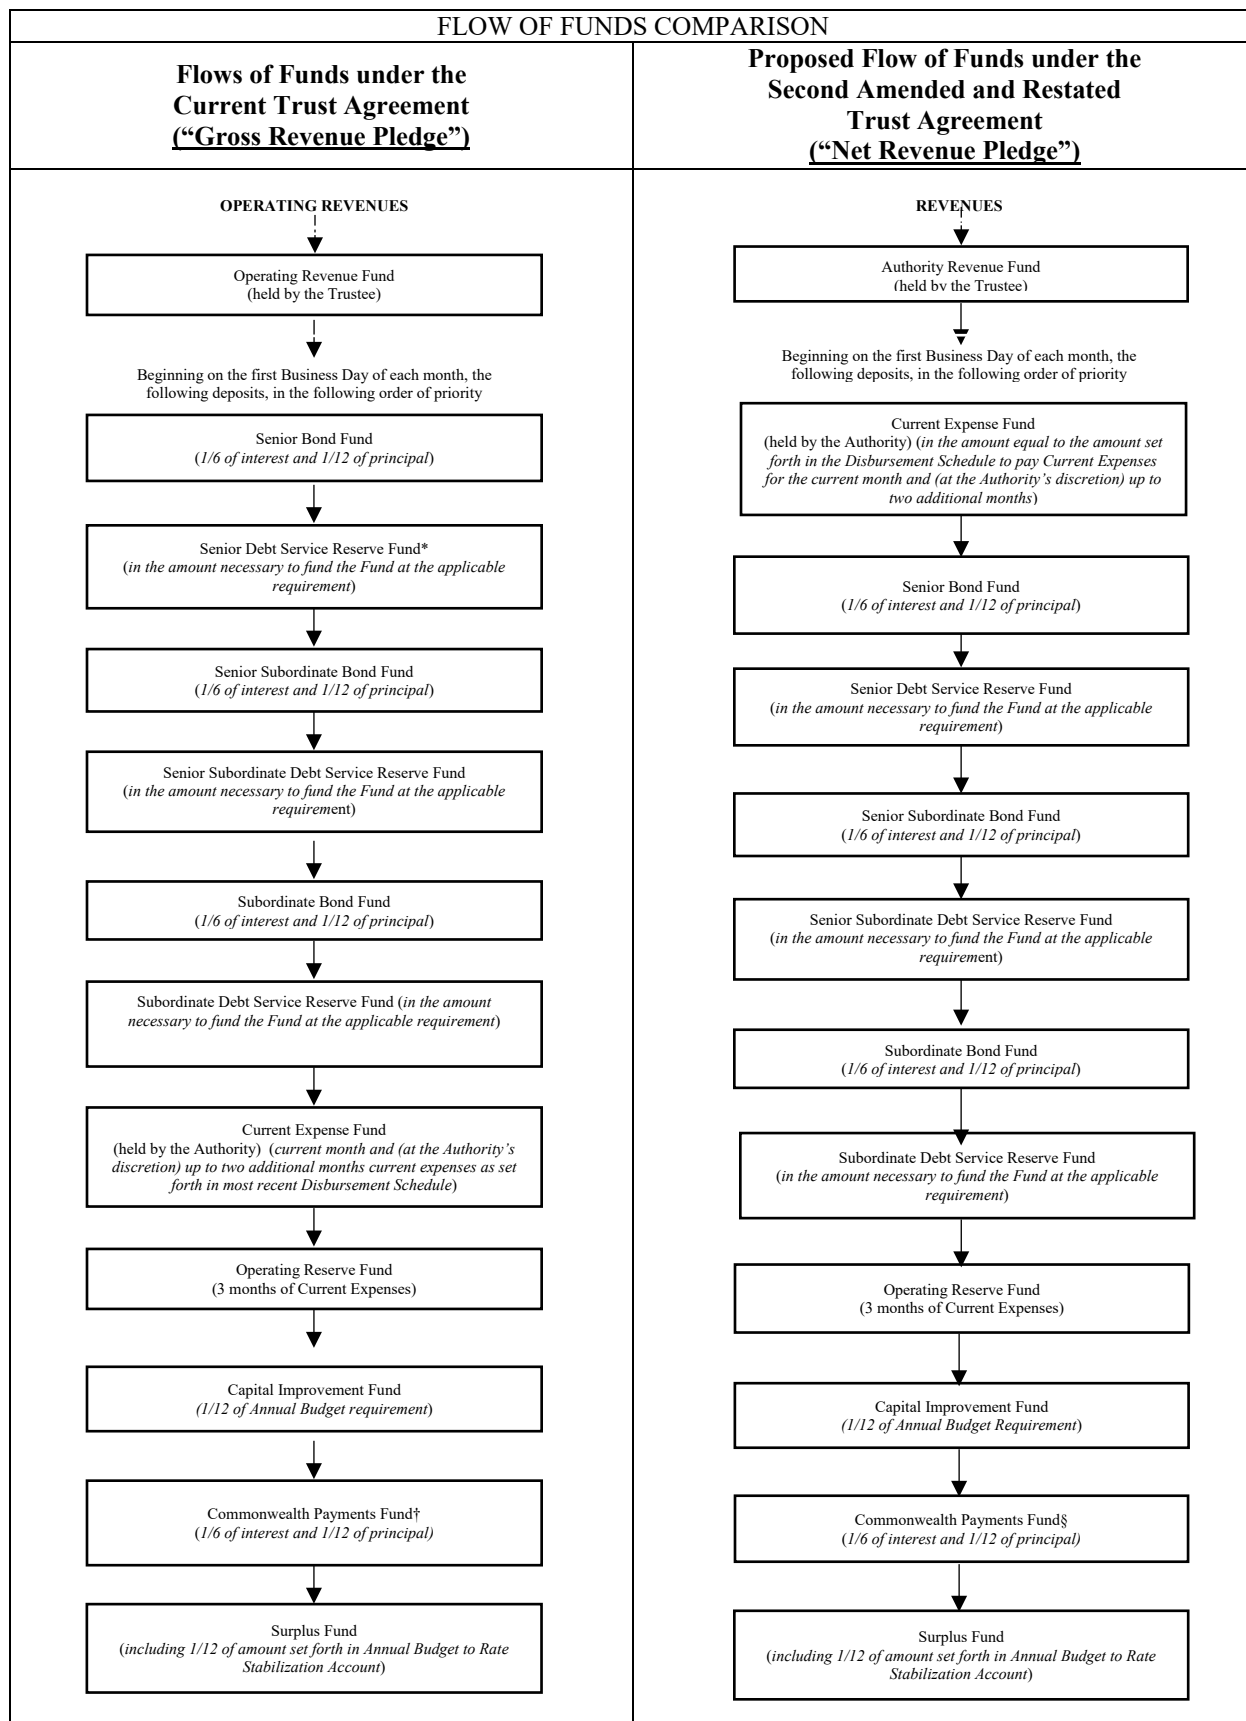 FLOW OF FUNDS COMPARISON
Flows of Funds under the
Current Trust Agreement
(“Gross Revenue Pledge”)
OPERATING REVENUES
Operating Revenue Fund
(held by the Trustee)
Beginning on the first Business Day of each month, the
following deposits, in the following order of priority
Senior Bond Fund
(1/6 of interest and 1/12 of principal)
Senior Debt Service Reserve Fund*
(in the amount necessary to fund the Fund at the applicable
requirement)
Senior Subordinate Bond Fund
(1/6 of interest and 1/12 of principal)
Senior Subordinate Debt Service Reserve Fund
(in the amount necessary to fund the Fund at the applicable
requirement)
Subordinate Bond Fund
(1/6 of interest and 1/12 of principal)
Subordinate Debt Service Reserve Fund (in the amount
necessary to fund the Fund at the applicable requirement)
Current Expense Fund
(held by the Authority) (current month and (at the Authority’s
discretion) up to two additional months current expenses as set
forth in most recent Disbursement Schedule)
Operating Reserve Fund
(3 months of Current Expenses)
Capital Improvement Fund
(1/12 of Annual Budget requirement)
Commonwealth Payments Fund†
(1/6 of interest and 1/12 of principal)
Surplus Fund
(including 1/12 of amount set forth in Annual Budget to Rate
Stabilization Account)
Proposed Flow of Funds under the
Second Amended and Restated
Trust Agreement
(“Net Revenue Pledge”)
REVENUES
Authority Revenue Fund
(held by the Trustee)
Beginning on the first Business Day of each month, the
following deposits, in the following order of priority
Current Expense Fund
(held by the Authority) (in the amount equal to the amount set
forth in the Disbursement Schedule to pay Current Expenses
for the current month and (at the Authority’s discretion) up to
two additional months)
Senior Bond Fund
(1/6 of interest and 1/12 of principal)
Senior Debt Service Reserve Fund
(in the amount necessary to fund the Fund at the applicable
requirement)
Senior Subordinate Bond Fund
(1/6 of interest and 1/12 of principal)
Senior Subordinate Debt Service Reserve Fund
(in the amount necessary to fund the Fund at the applicable
requirement)
Subordinate Bond Fund
(1/6 of interest and 1/12 of principal)
Subordinate Debt Service Reserve Fund
(in the amount necessary to fund the Fund at the applicable
requirement)
Operating Reserve Fund
(3 months of Current Expenses)
Capital Improvement Fund
(1/12 of Annual Budget Requirement)
Commonwealth Payments Fund§
(1/6 of interest and 1/12 of principal)
Surplus Fund
(including 1/12 of amount set forth in Annual Budget to Rate
Stabilization Account)